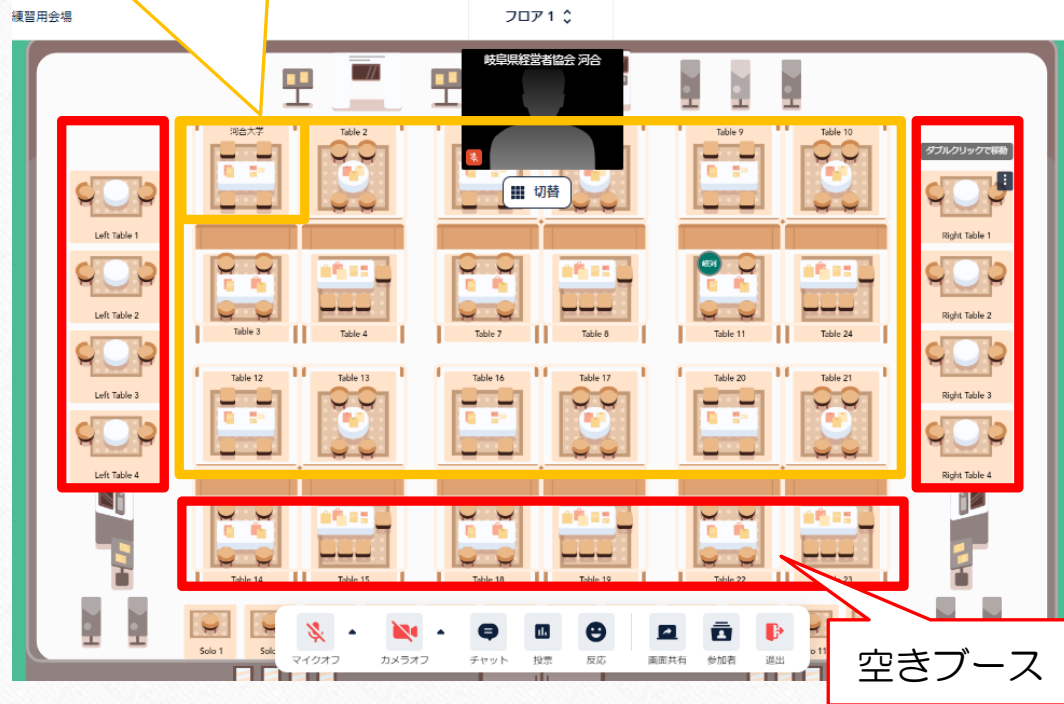 練習用会場
フロア 1
岐阜県経営者協会 河合
河合大学
Table 2
Table 9
Table 10
ダブルクリックで移動
切替
Left Table 1
Right Table 1
岐河
Left Table 2
Right Table 2
Table 3
Table 4
Table 7
Table 8
Table 11
Table 24
Table 12
Table 13
Table 16
Table 17
Table 20
Table 21
Left Table 3
Right Table 3
Left Table 4
Right Table 4
Table 14
Table 15
Table 18
Table 19
Table 22
23
Solo 1
マイクオフ
カメラオフ
チャット
投票
反応
画面共有
参加者
退出
空きブース